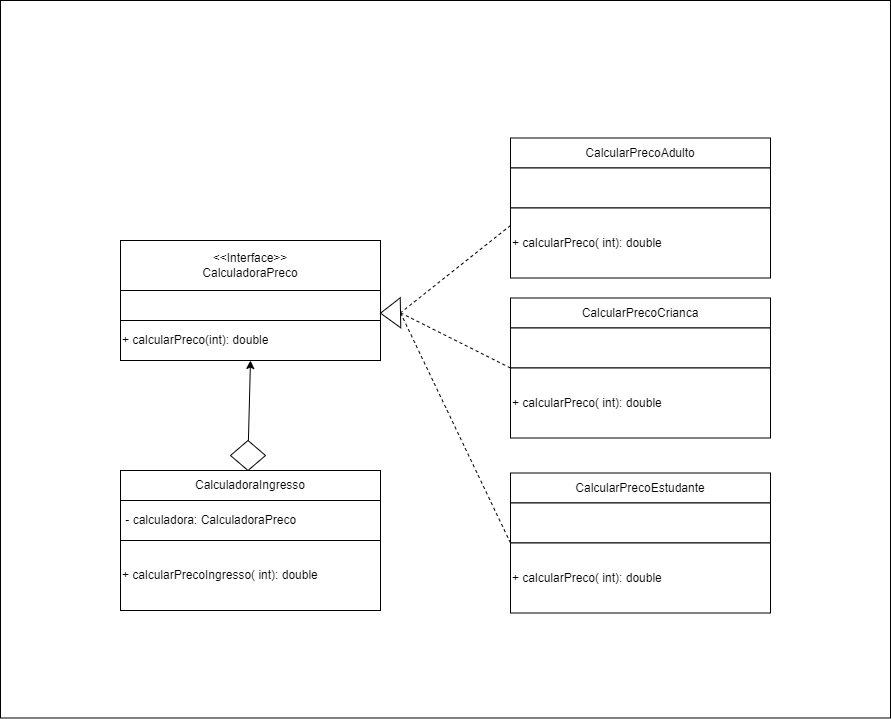 <<Interface>>
CalculadoraPreco
+ calcularPreco(int): double
CalculadoraIngresso
- calculadora: CalculadoraPreco
+ calcularPrecoIngresso( int): double
CalcularPrecoAdulto
+ calcularPreco( int): double
CalcularPrecoCrianca
+ calcularPreco( int): double
CalcularPrecoEstudante
+ calcularPreco( int): double